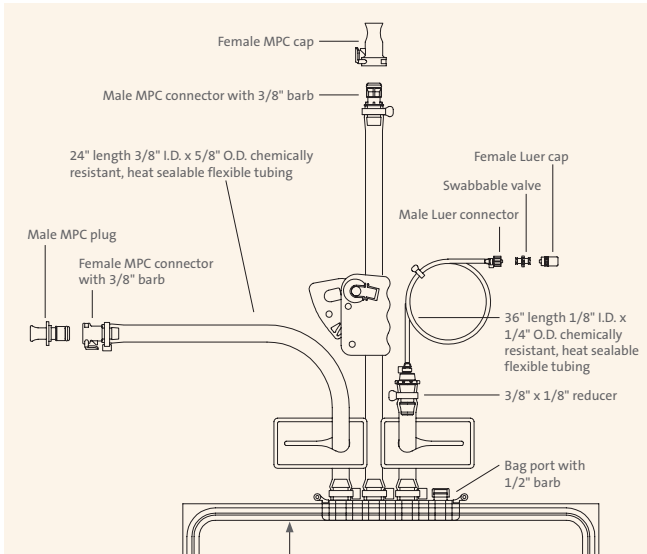 Female MPC cap
Male MPC connector with 3/8" barb
24" length 3/8" I.D. x 5/8" O.D. chemically
resistant, heat sealable flexible tubing
Female Luer cap
Swabbable valve
Male Luer connector
Male MPC plug
Female MPC connector
with 3/8" barb
36" length 1/8" I.D. x
1/4" O.D. chemically
resistant, heat sealable
flexible tubing
3/8" x 1/8" reducer
Bag port with
1/2" barb